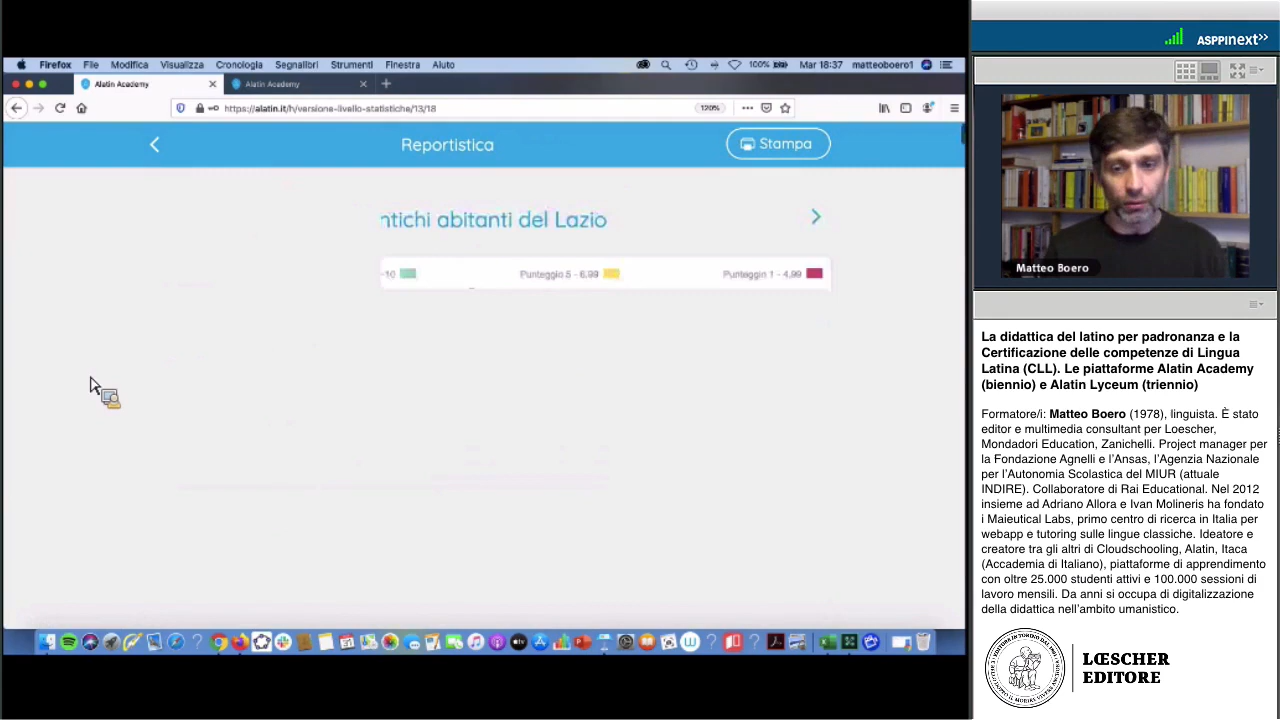 Firefox File Modifica Visualizza Cronologia Segnalibri Strumenti Finestra Aiuto 100% Mar 18:37 matteoboero1
Alatin Academy Alatin Academy
https://alatin.it/h/versione-livello-statistiche/13/18 120%
Reportistica Stampa
ntichi abitanti del Lazio
-10 Punteggio 5 - 6,99 Punteggio 1 - 4,99
ASPPInext>>
Matteo Boero
La didattica del latino per padronanza e la
Certificazione delle competenze di Lingua
Latina (CLL). Le piattaforme Alatin Academy
(biennio) e Alatin Lyceum (triennio)
Formatore/i: Matteo Boero (1978), linguista. È stato
editor e multimedia consultant per Loescher,
Mondadori Education, Zanichelli. Project manager per
la Fondazione Agnelli e l'Ansas, l'Agenzia Nazionale
per l'Autonomia Scolastica del MIUR (attuale
INDIRE). Collaboratore di Rai Educational. Nel 2012
insieme ad Adriano Allora e Ivan Molineris ha fondato
i Maieutical Labs, primo centro di ricerca in Italia per
webapp e tutoring sulle lingue classiche. Ideatore e
creatore tra gli altri di Cloudschooling, Alatin, Itaca
(Accademia di Italiano), piattaforme di apprendimento
con oltre 25.000 studenti attivi e 100.000 sessioni di
lavoro mensili. Da anni si occupa di digitalizzazione
della didattica nell'ambito umanistico.
LŒSCHER
EDITORE